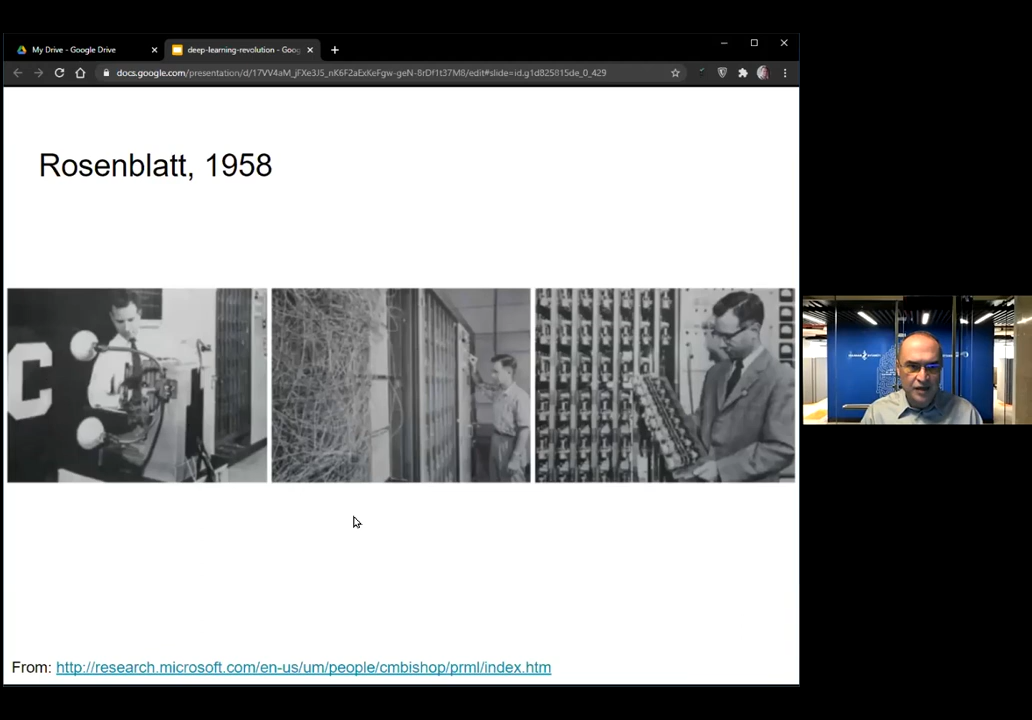 My Drive - Google Drive
deep-learning-revolution - Goog
docs.google.com/presentation/d/17VV4aM_jFXe3J5_nK6F2aExKeFgw-geN-8rDf1t37M8/edit#slide=id.g1d825815de_0_429
Rosenblatt, 1958
C
From: http://research.microsoft.com/en-us/um/people/cmbishop/prml/index.htm